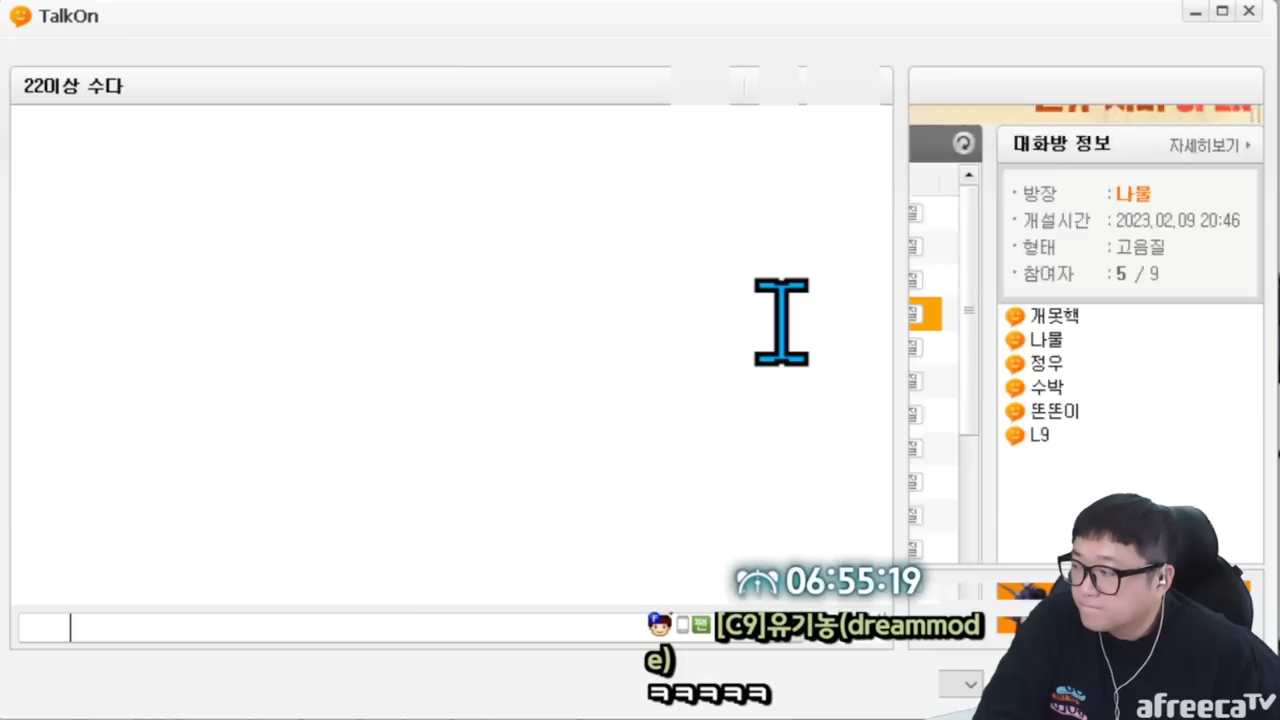 TalkOn
22이상 수다
대화방 정보
자세히보기
· 방장 : 나물
· 개설시간 : 2023.02.09 20:46
· 형태 : 고음질
· 참여자 : 5 / 9
개못핵
나물
정우
수박
똔똔이
L9
06:55:19
[C9]유기농(dreammod
e)
ㅋㅋㅋㅋㅋ
afreecaTV